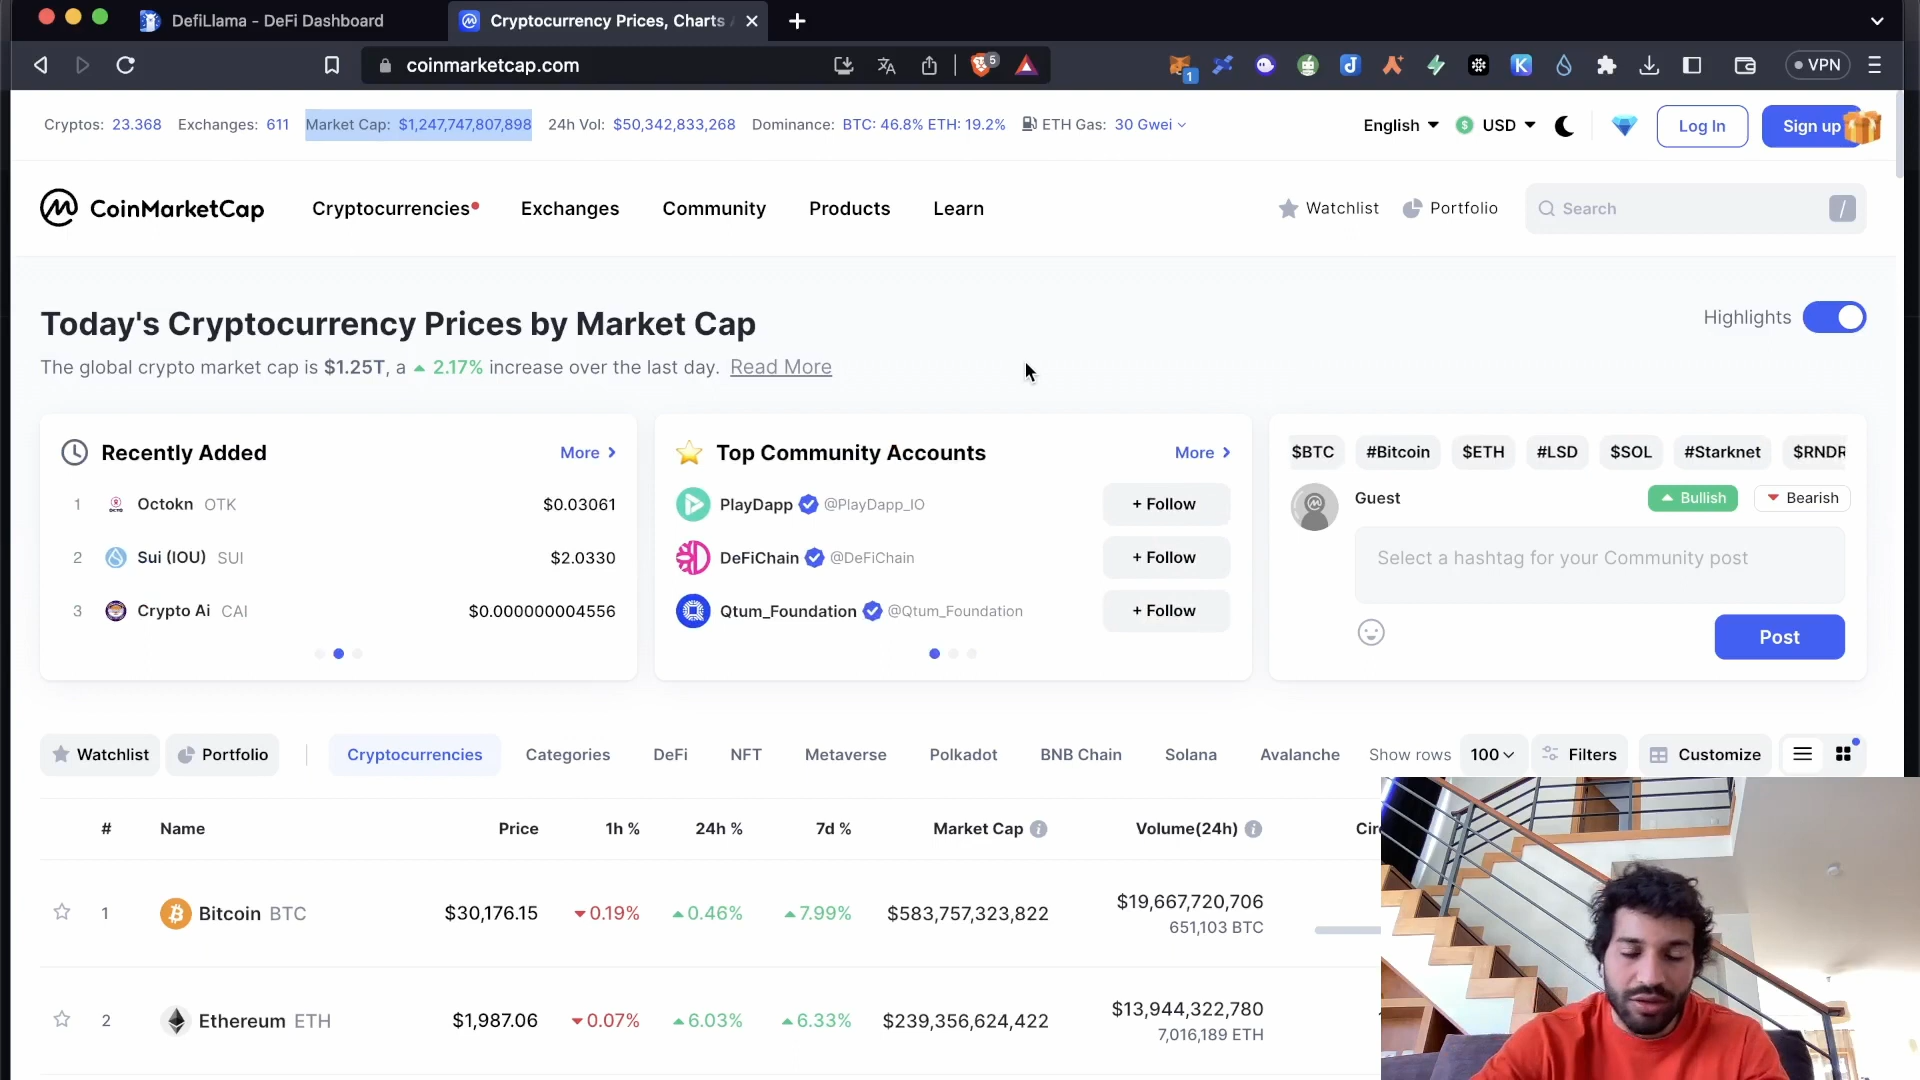 DefiLlama - DeFi Dashboard
Cryptocurrency Prices, Charts
coinmarketcap.com
5
1
VPN
Cryptos: 23.368 Exchanges: 611 Market Cap: $1,247,747,807,898 24h Vol: $50,342,833,268 Dominance: BTC: 46.8% ETH: 19.2% ETH Gas: 30 Gwei
English USD Log In Sign up
CoinMarketCap
Cryptocurrencies Exchanges Community Products Learn
Watchlist Portfolio Search /
Today's Cryptocurrency Prices by Market Cap
Highlights
The global crypto market cap is $1.25T, a 2.17% increase over the last day. Read More
Recently Added More
1 Octokn OTK $0.03061
2 Sui (IOU) SUI $2.0330
3 Crypto Ai CAI $0.000000004556
Top Community Accounts More
PlayDapp @PlayDapp_IO + Follow
DeFiChain @DeFiChain + Follow
Qtum_Foundation @Qtum_Foundation + Follow
$BTC #Bitcoin $ETH #LSD $SOL #Starknet $RNDR
Guest Bullish Bearish
Select a hashtag for your Community post
Post
Watchlist Portfolio Cryptocurrencies Categories DeFi NFT Metaverse Polkadot BNB Chain Solana Avalanche Show rows 100 Filters Customize
# Name Price 1h % 24h % 7d % Market Cap Volume(24h) Cir
1 Bitcoin BTC $30,176.15 0.19% 0.46% 7.99% $583,757,323,822 $19,667,720,706
651,103 BTC
2 Ethereum ETH $1,987.06 0.07% 6.03% 6.33% $239,356,624,422 $13,944,322,780
7,016,189 ETH